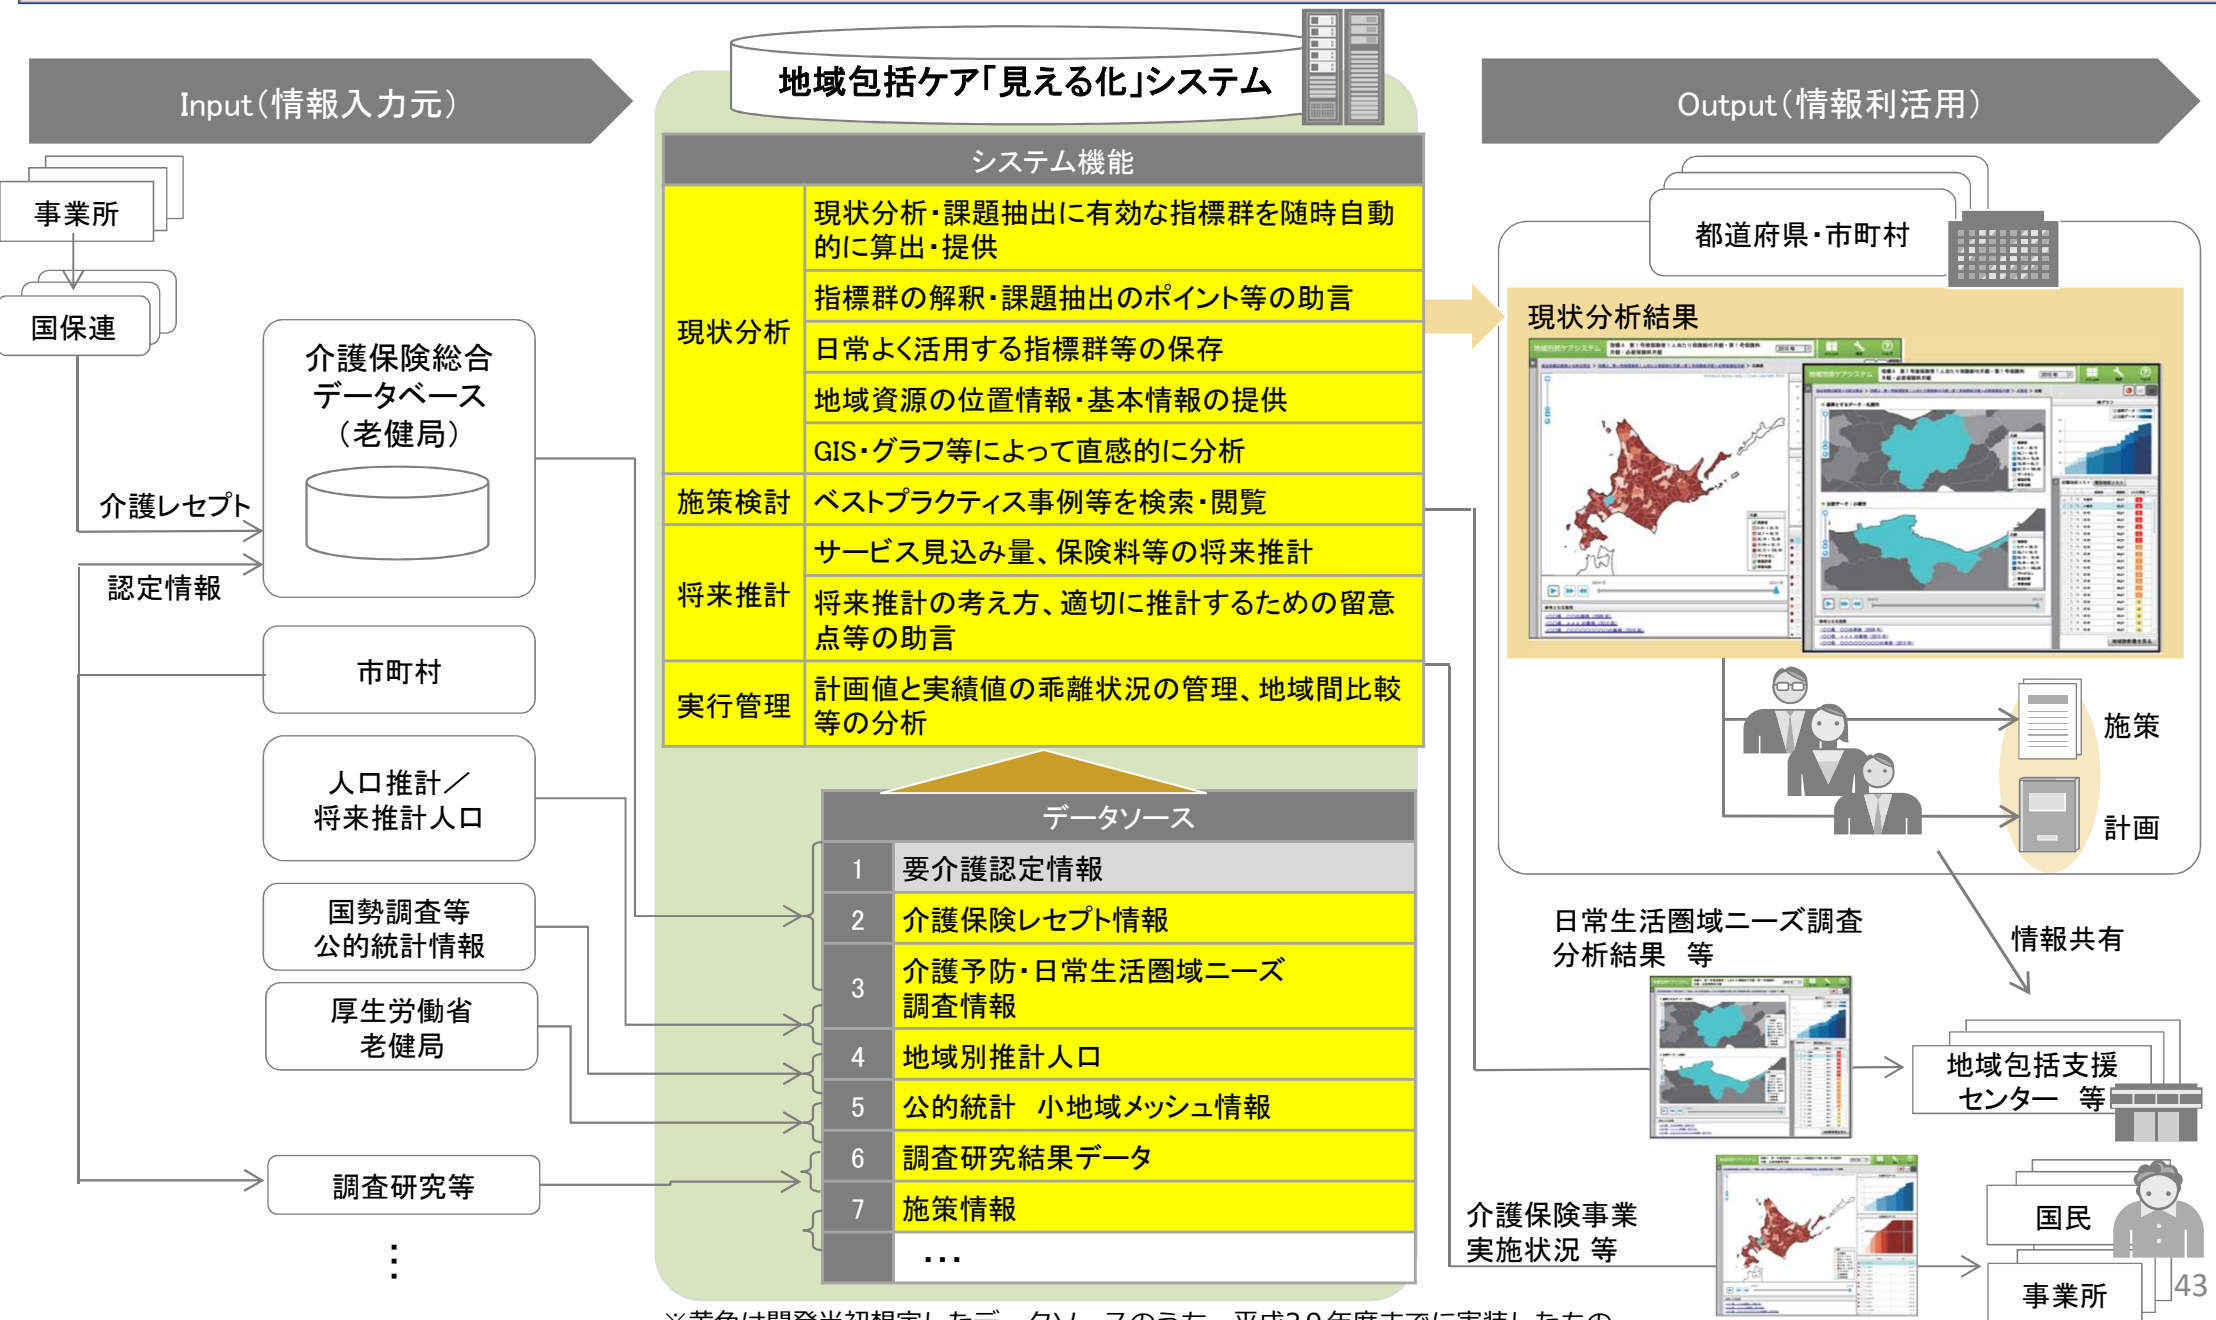 Input（情報入力元）
地域包括ケア「見える化」システム
Output（情報利活用）
事業所
国保連
介護保険総合
データベース
（老健局）
介護レセプト
認定情報
市町村
人口推計／
将来推計人口
国勢調査等
公的統計情報
厚生労働省
老健局
調査研究等
⋮
システム機能
現状分析
現状分析・課題抽出に有効な指標群を随時自動
的に算出・提供
指標群の解釈・課題抽出のポイント等の助言
日常よく活用する指標群等の保存
地域資源の位置情報・基本情報の提供
GIS・グラフ等によって直感的に分析
施策検討
ベストプラクティス事例等を検索・閲覧
将来推計
サービス見込み量、保険料等の将来推計
将来推計の考え方、適切に推計するための留意
点等の助言
実行管理
計画値と実績値の乖離状況の管理、地域間比較
等の分析
データソース
1 要介護認定情報
2 介護保険レセプト情報
3 介護予防・日常生活圏域ニーズ
調査情報
4 地域別推計人口
5 公的統計　小地域メッシュ情報
6 調査研究結果データ
7 施策情報
・・・
都道府県・市町村
現状分析結果
施策
計画
情報共有
日常生活圏域ニーズ調査
分析結果　等
地域包括支援
センター　等
介護保険事業
実施状況 等
国民
事業所
43